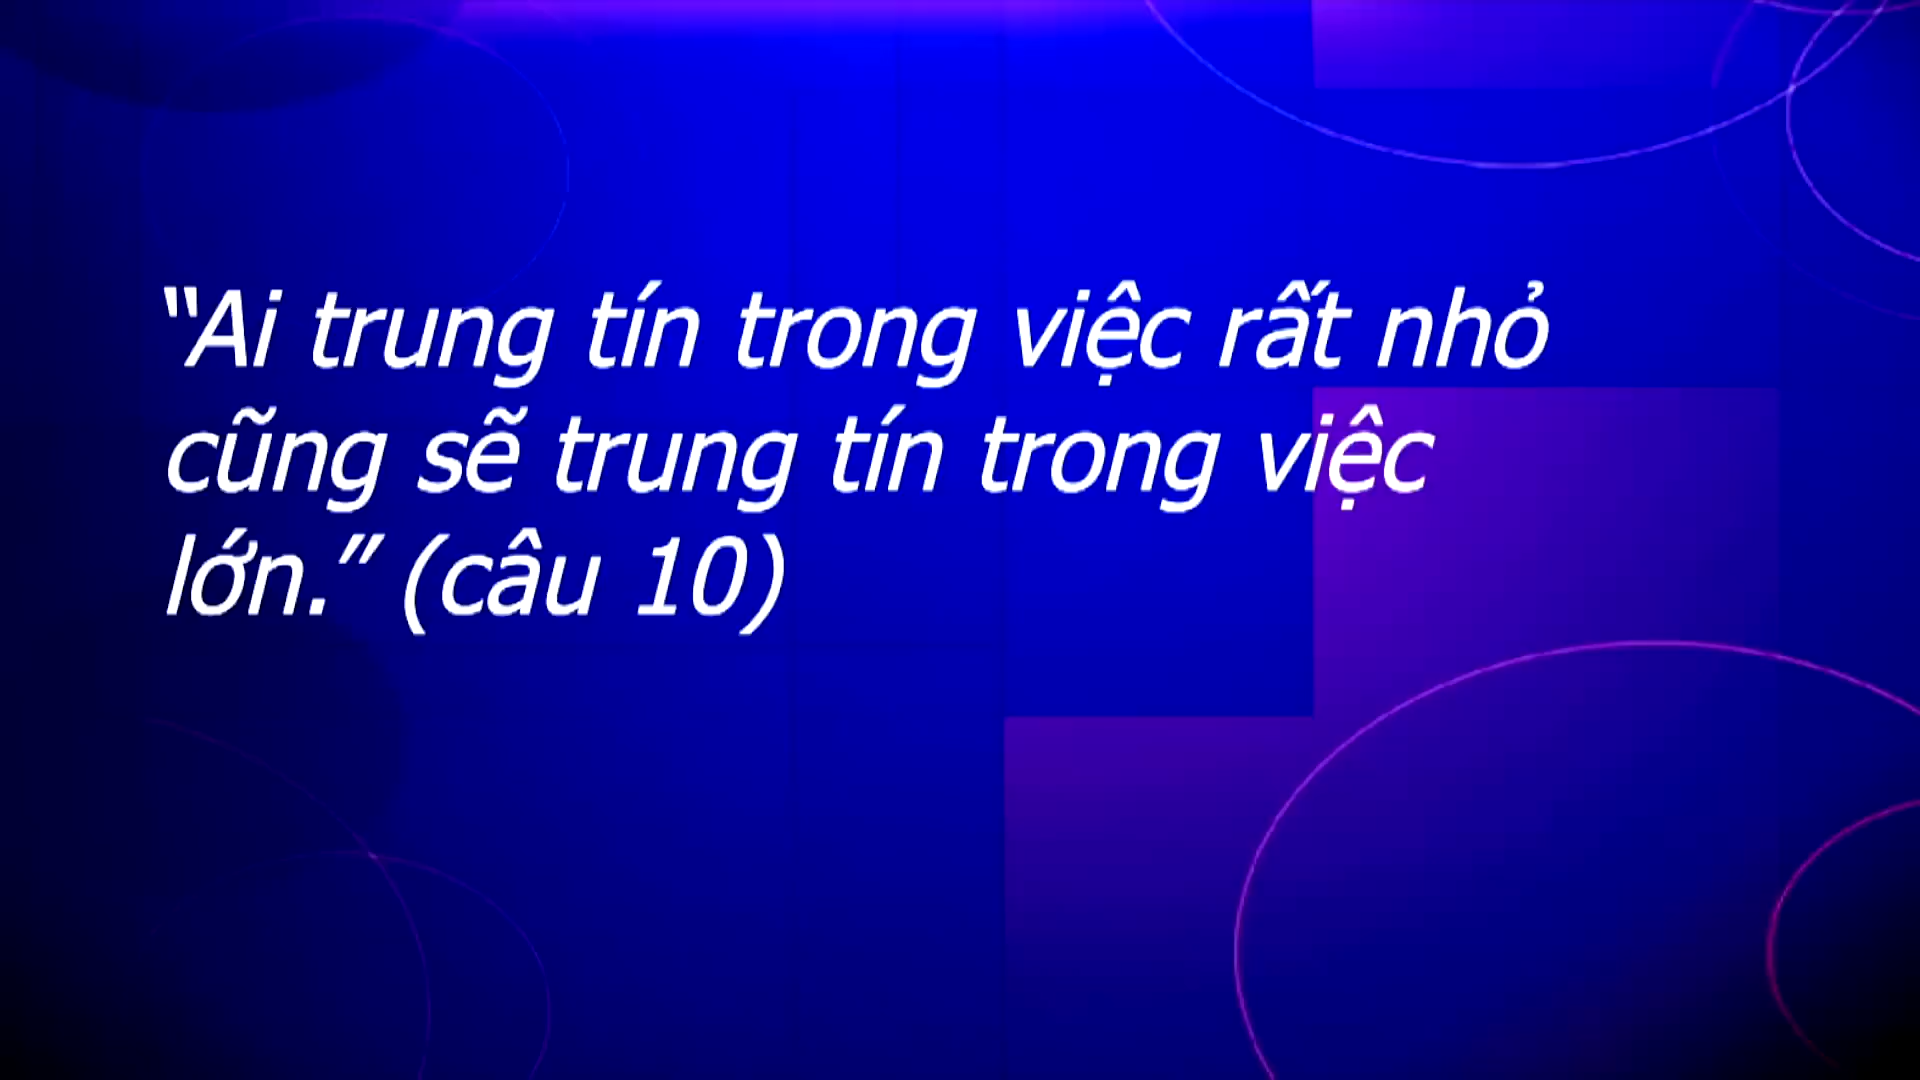 “Ai trung tín trong việc rất nhỏ
cũng sẽ trung tín trong việc
lớn.” (câu 10)